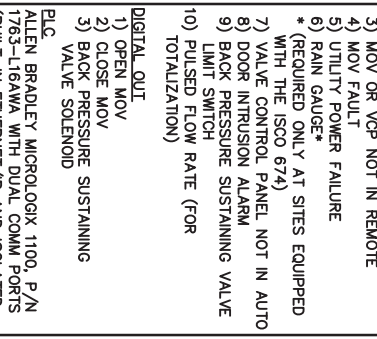 3) MOV OR VCP NOT IN REMOTE
4) MOV FAULT
5) UTILITY POWER FAILURE
6) RAIN GAUGE*
* (REQUIRED ONLY AT SITES EQUIPPED
WITH THE ISCO 674)
7) VALVE CONTROL PANEL NOT IN AUTO
8) DOOR INTRUSION ALARM
9) BACK PRESSURE SUSTAINING VALVE
LIMIT SWITCH
10) PULSED FLOW RATE (FOR
TOTALIZATION)
DIGITAL OUT
1) OPEN MOV
2) CLOSE MOV
3) BACK PRESSURE SUSTAINING
VALVE SOLENOID
PLC
ALLEN BRADLEY MICROLOGIX 1100, P/N
1763-L16AWA WITH DUAL COMM PORTS